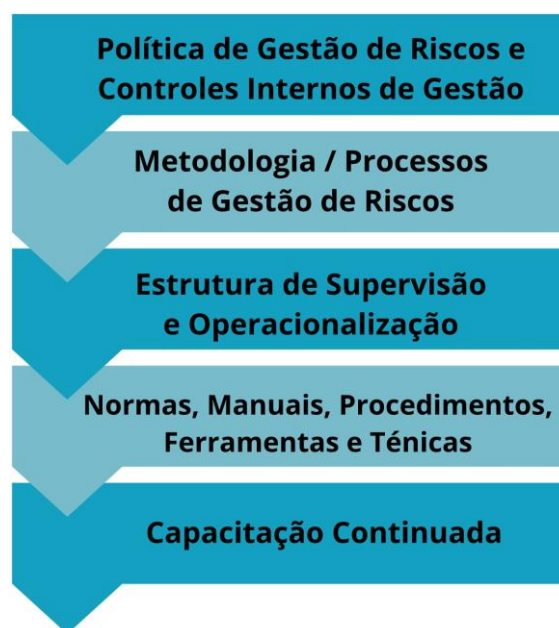 Política de Gestão de Riscos e
Controles Internos de Gestão
Metodologia / Processos
de Gestão de Riscos
Estrutura de Supervisão
e Operacionalização
Normas, Manuais, Procedimentos,
Ferramentas e Ténicas
Capacitação Continuada